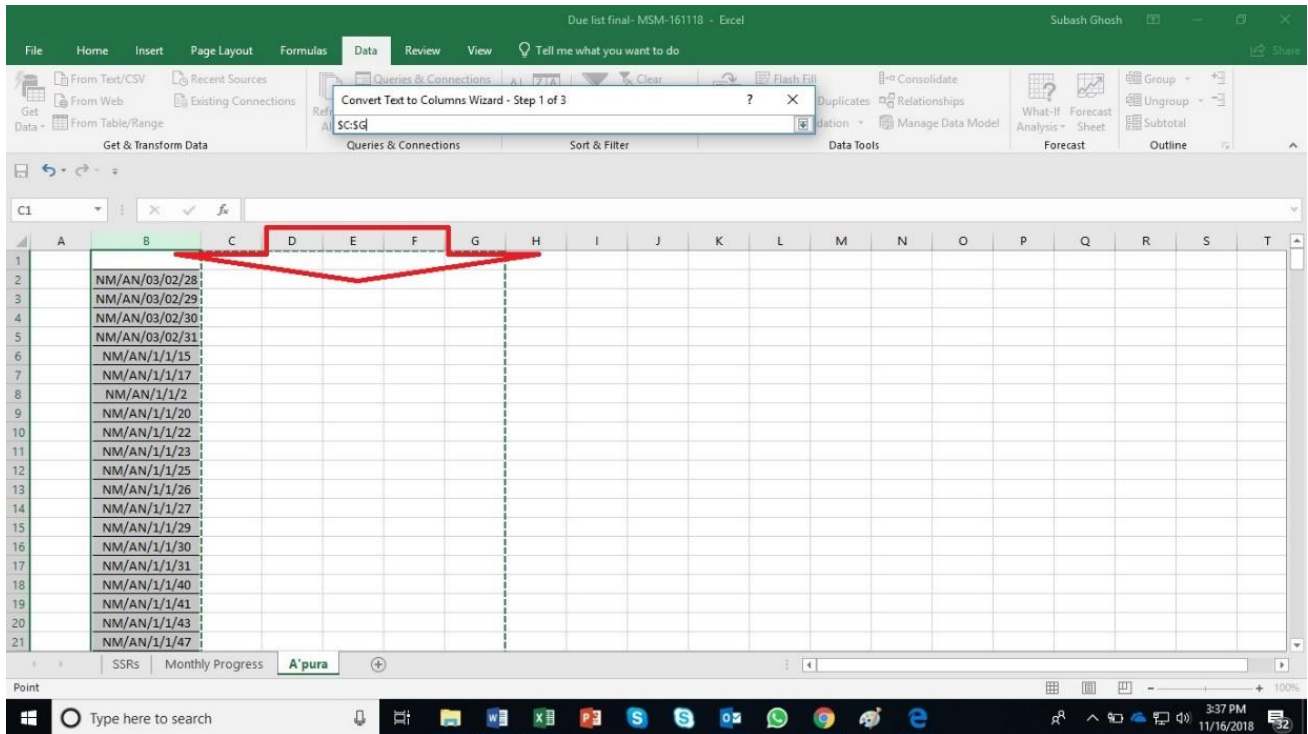 Due list final- MSM-161118 - Excel
Subash Ghosh
File Home Insert Page Layout Formulas Data Review View Tell me what you want to do Share
From Text/CSV Recent Sources Queries & Connections Clear Flash Fill Consolidate Group
From Web Existing Connections Duplicates Relationships Ungroup
Get Data From Table/Range Manage Data Model What-If Analysis Forecast Sheet Subtotal
Convert Text to Columns Wizard - Step 1 of 3 ? ×
$C:$G
Get & Transform Data Queries & Connections Sort & Filter Data Tools Forecast Outline
C1 fx
A B C D E F G H I J K L M N O P Q R S T
1
2 NM/AN/03/02/28
3 NM/AN/03/02/29
4 NM/AN/03/02/30
5 NM/AN/03/02/31
6 NM/AN/1/1/15
7 NM/AN/1/1/17
8 NM/AN/1/1/2
9 NM/AN/1/1/20
10 NM/AN/1/1/22
11 NM/AN/1/1/23
12 NM/AN/1/1/25
13 NM/AN/1/1/26
14 NM/AN/1/1/27
15 NM/AN/1/1/29
16 NM/AN/1/1/30
17 NM/AN/1/1/31
18 NM/AN/1/1/40
19 NM/AN/1/1/41
20 NM/AN/1/1/43
21 NM/AN/1/1/47
SSRs Monthly Progress A'pura
Point 100%
Type here to search
3:37 PM
11/16/2018
32